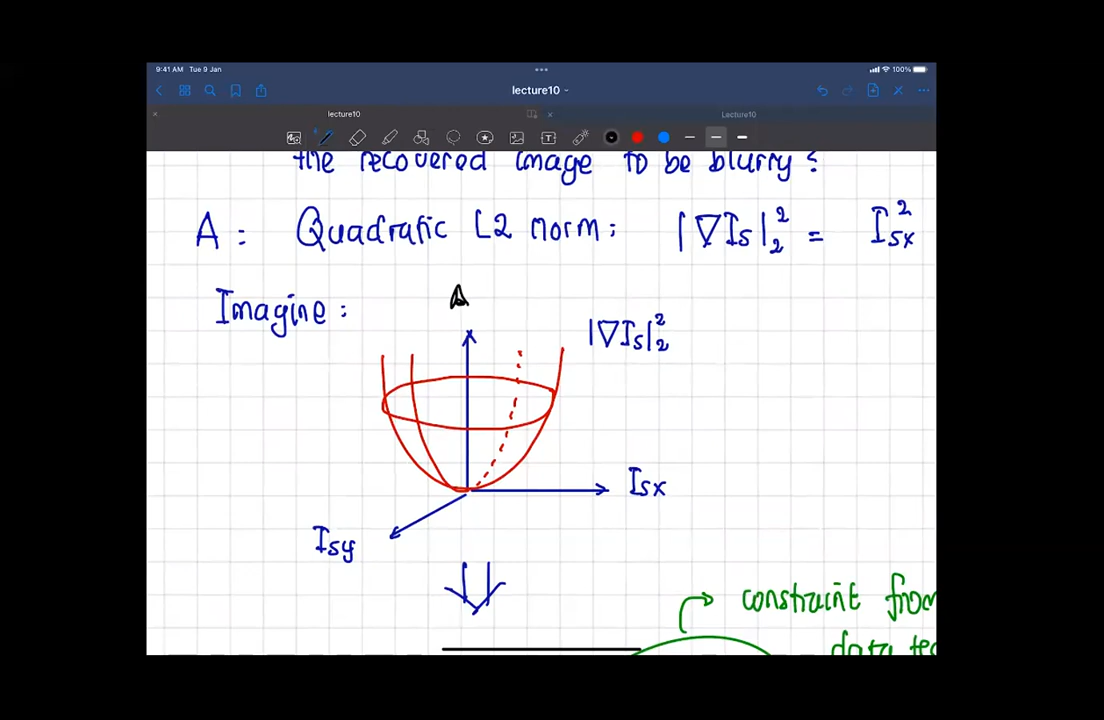 9:41 AM Tue 9 Jan
100%
lecture10
lecture10
Lecture10
the recovered image to be blurry?
A: Quadratic L2 norm: |∇Is|₂² = Isx²
Imagine:
|∇Is|₂²
Isx
Isy
constraint from
data te